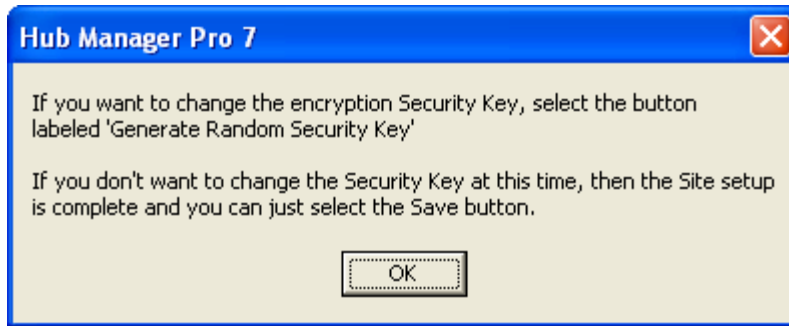 Hub Manager Pro 7
If you want to change the encryption Security Key, select the button
labeled 'Generate Random Security Key'
If you don't want to change the Security Key at this time, then the Site setup
is complete and you can just select the Save button.
OK